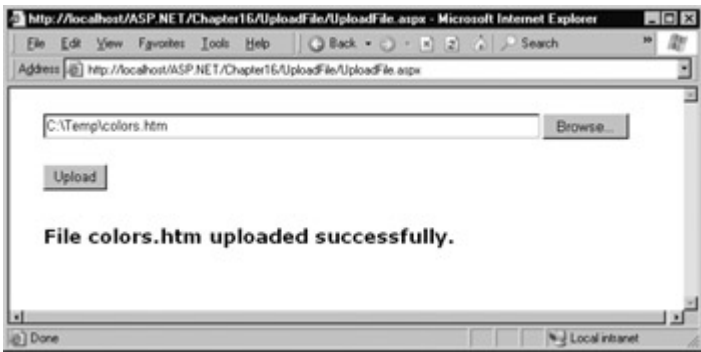 http://localhost/ASP.NET/Chapter16/UploadFile/UploadFile.aspx - Microsoft Internet Explorer
File Edit View Favorites Tools Help Back Search »
Address http://localhost/ASP.NET/Chapter16/UploadFile/UploadFile.aspx
C:\Temp\colors.htm Browse...
Upload
File colors.htm uploaded successfully.
Done Local intranet